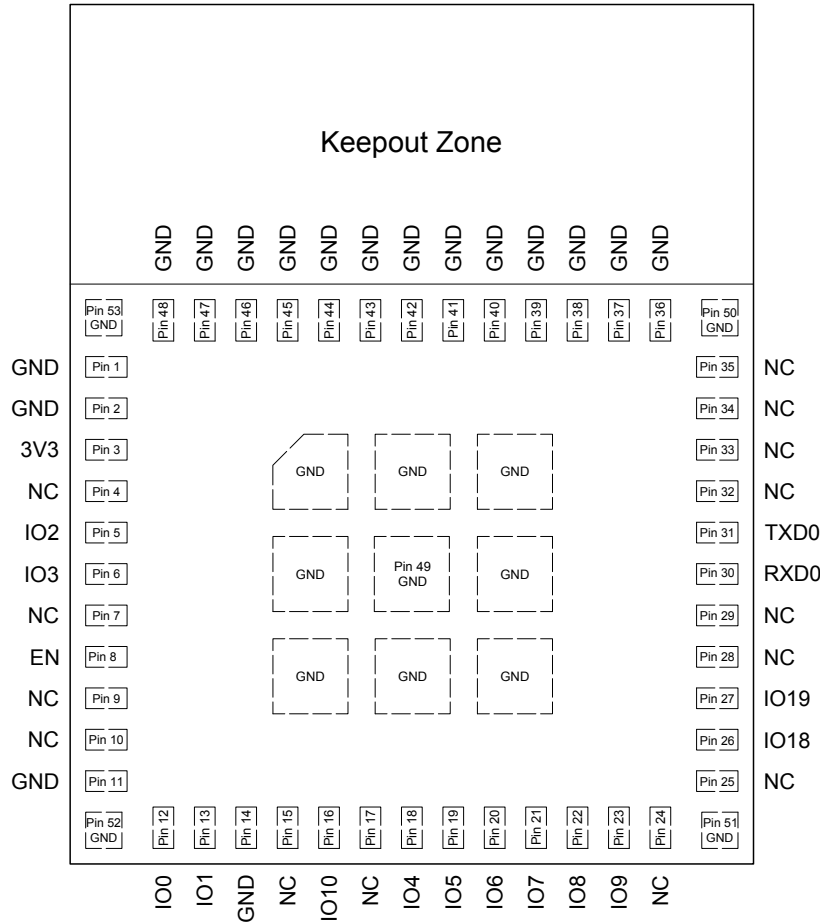 Keepout Zone
GND GND GND GND GND GND GND GND GND GND GND GND GND
Pin 53 GND
Pin 48 Pin 47 Pin 46 Pin 45 Pin 44 Pin 43 Pin 42 Pin 41 Pin 40 Pin 39 Pin 38 Pin 37 Pin 36
Pin 50 GND
GND Pin 1 Pin 35 NC
GND Pin 2 Pin 34 NC
3V3 Pin 3 Pin 33 NC
GND GND GND
NC Pin 4 Pin 32 NC
IO2 Pin 5 Pin 31 TXD0
IO3 Pin 6 Pin 30 RXD0
GND Pin 49 GND GND
NC Pin 7 Pin 29 NC
EN Pin 8 Pin 28 NC
GND GND GND
NC Pin 9 Pin 27 IO19
NC Pin 10 Pin 26 IO18
GND Pin 11 Pin 25 NC
Pin 52 GND
Pin 12 Pin 13 Pin 14 Pin 15 Pin 16 Pin 17 Pin 18 Pin 19 Pin 20 Pin 21 Pin 22 Pin 23 Pin 24
Pin 51 GND
IO0 IO1 GND NC IO10 NC IO4 IO5 IO6 IO7 IO8 IO9 NC